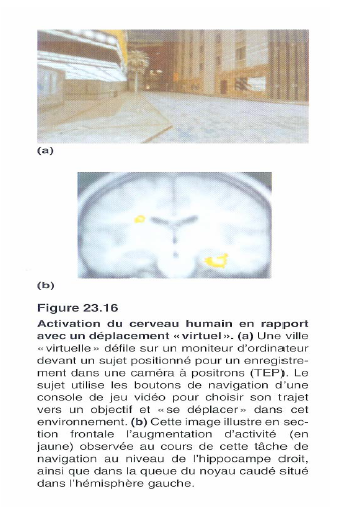 (a)
(b)
Figure 23.16
Activation du cerveau humain en rapport
avec un déplacement «virtuel». (a) Une ville
«virtuelle» défile sur un moniteur d'ordinateur
devant un sujet positionné pour un enregistre-
ment dans une caméra à positrons (TEP). Le
sujet utilise les boutons de navigation d'une
console de jeu vidéo pour choisir son trajet
vers un objectif et «se déplacer» dans cet
environnement. (b) Cette image illustre en sec-
tion frontale l'augmentation d'activité (en
jaune) observée au cours de cette tâche de
navigation au niveau de l'hippocampe droit,
ainsi que dans la queue du noyau caudé situé
dans l'hémisphère gauche.